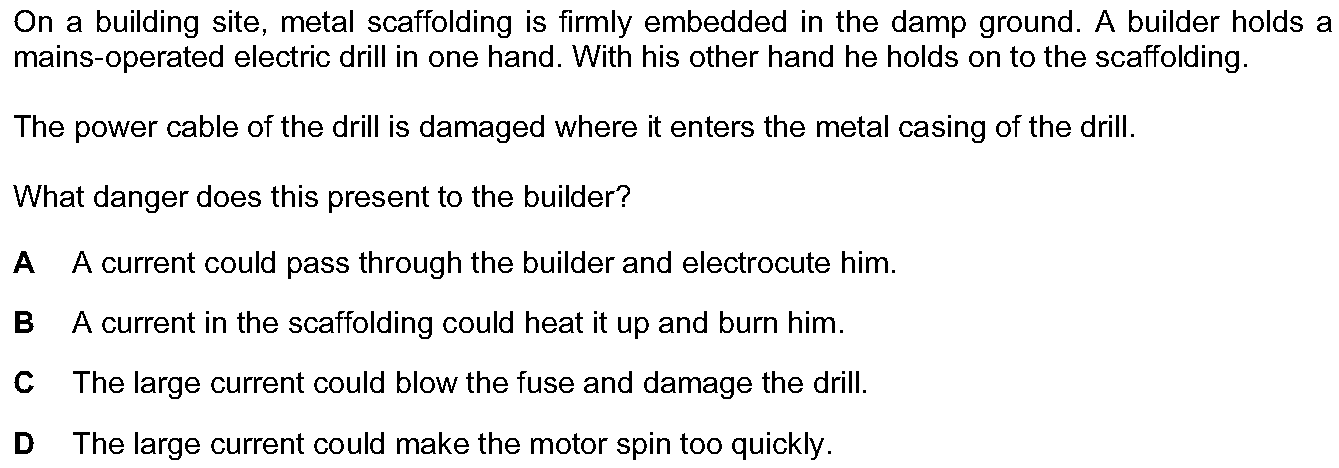 On a building site, metal scaffolding is firmly embedded in the damp ground. A builder holds a
mains-operated electric drill in one hand. With his other hand he holds on to the scaffolding.
The power cable of the drill is damaged where it enters the metal casing of the drill.
What danger does this present to the builder?
A A current could pass through the builder and electrocute him.
B A current in the scaffolding could heat it up and burn him.
C The large current could blow the fuse and damage the drill.
D The large current could make the motor spin too quickly.